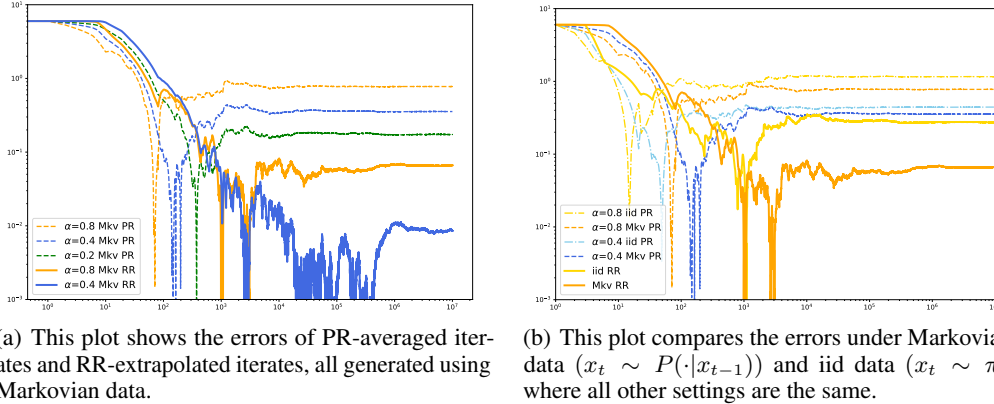 10¹
10⁰
10⁻¹
10⁻²
10⁻³
α=0.8 Mkv PR
α=0.4 Mkv PR
α=0.2 Mkv PR
α=0.8 Mkv RR
α=0.4 Mkv RR
10⁰ 10¹ 10² 10³ 10⁴ 10⁵ 10⁶ 10⁷
(a) This plot shows the errors of PR-averaged iter-
ates and RR-extrapolated iterates, all generated using
Markovian data.
10¹
10⁰
10⁻¹
10⁻²
10⁻³
α=0.8 iid PR
α=0.8 Mkv PR
α=0.4 iid PR
α=0.4 Mkv PR
iid RR
Mkv RR
10⁰ 10¹ 10² 10³ 10⁴ 10⁵ 10⁶ 10
(b) This plot compares the errors under Markovia
data (x_t ∼ P(·|x_{t−1})) and iid data (x_t ∼ π
where all other settings are the same.